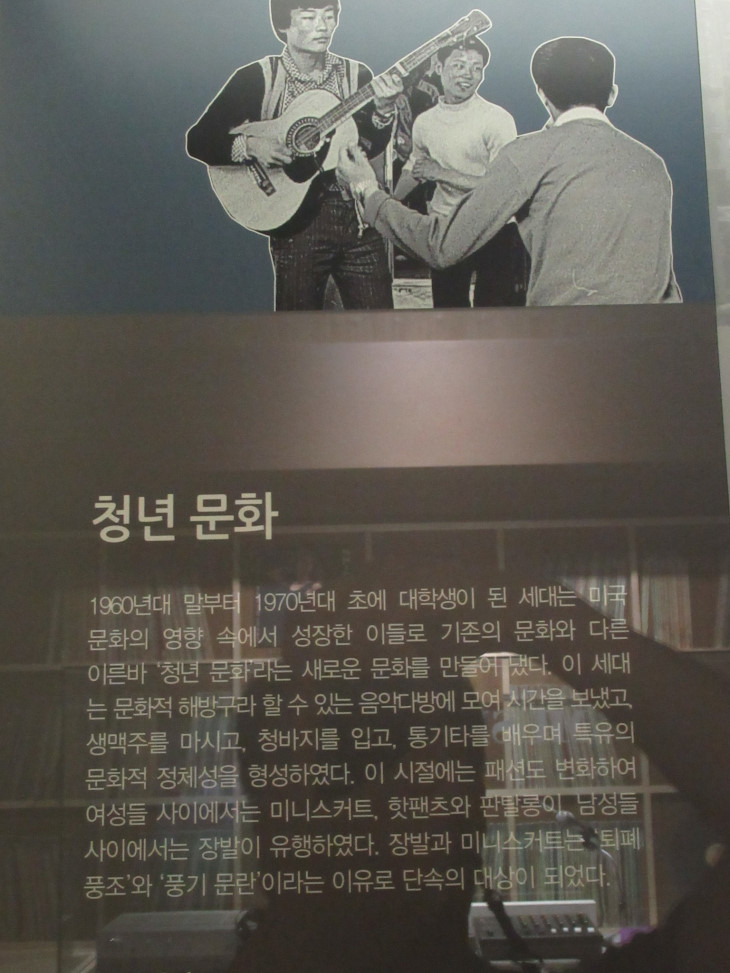 청년 문화
1960년대 말부터 1970년대 초에 대학생이 된 세대는 미국
문화의 영향 속에서 성장한 이들로 기존의 문화와 다른
이른바 ‘청년 문화’라는 새로운 문화를 만들어 냈다. 이 세대
는 문화적 해방구라 할 수 있는 음악다방에 모여 시간을 보냈고,
생맥주를 마시고, 청바지를 입고, 통기타를 배우며 특유의
문화적 정체성을 형성하였다. 이 시절에는 패션도 변화하여
여성들 사이에서는 미니스커트, 핫팬츠와 판탈롱이, 남성들
사이에서는 장발이 유행하였다. 장발과 미니스커트는 ‘퇴폐
풍조’와 ‘풍기 문란’이라는 이유로 단속의 대상이 되었다.